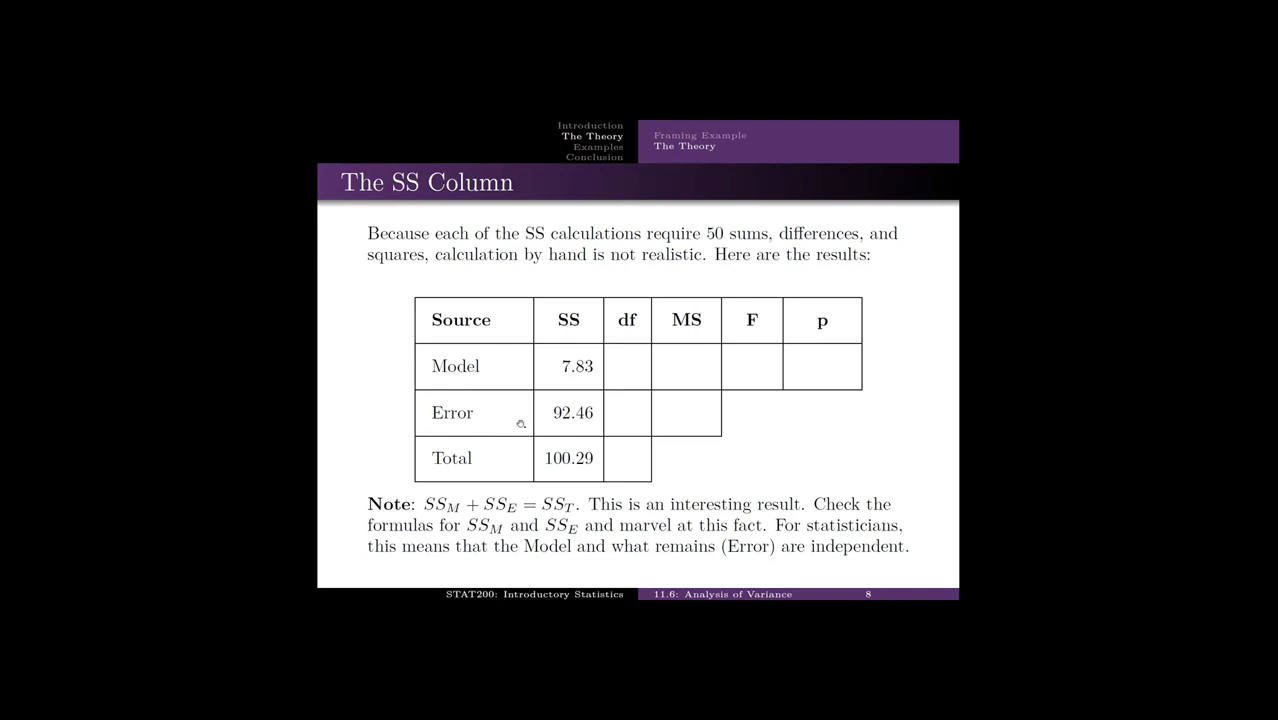 Introduction
The Theory
Examples
Conclusion
Framing Example
The Theory
The SS Column
Because each of the SS calculations require 50 sums, differences, and
squares, calculation by hand is not realistic. Here are the results:
Source SS df MS F p
Model 7.83
Error 92.46
Total 100.29
Note: SS_M + SS_E = SS_T. This is an interesting result. Check the
formulas for SS_M and SS_E and marvel at this fact. For statisticians,
this means that the Model and what remains (Error) are independent.
STAT200: Introductory Statistics 11.6: Analysis of Variance 8